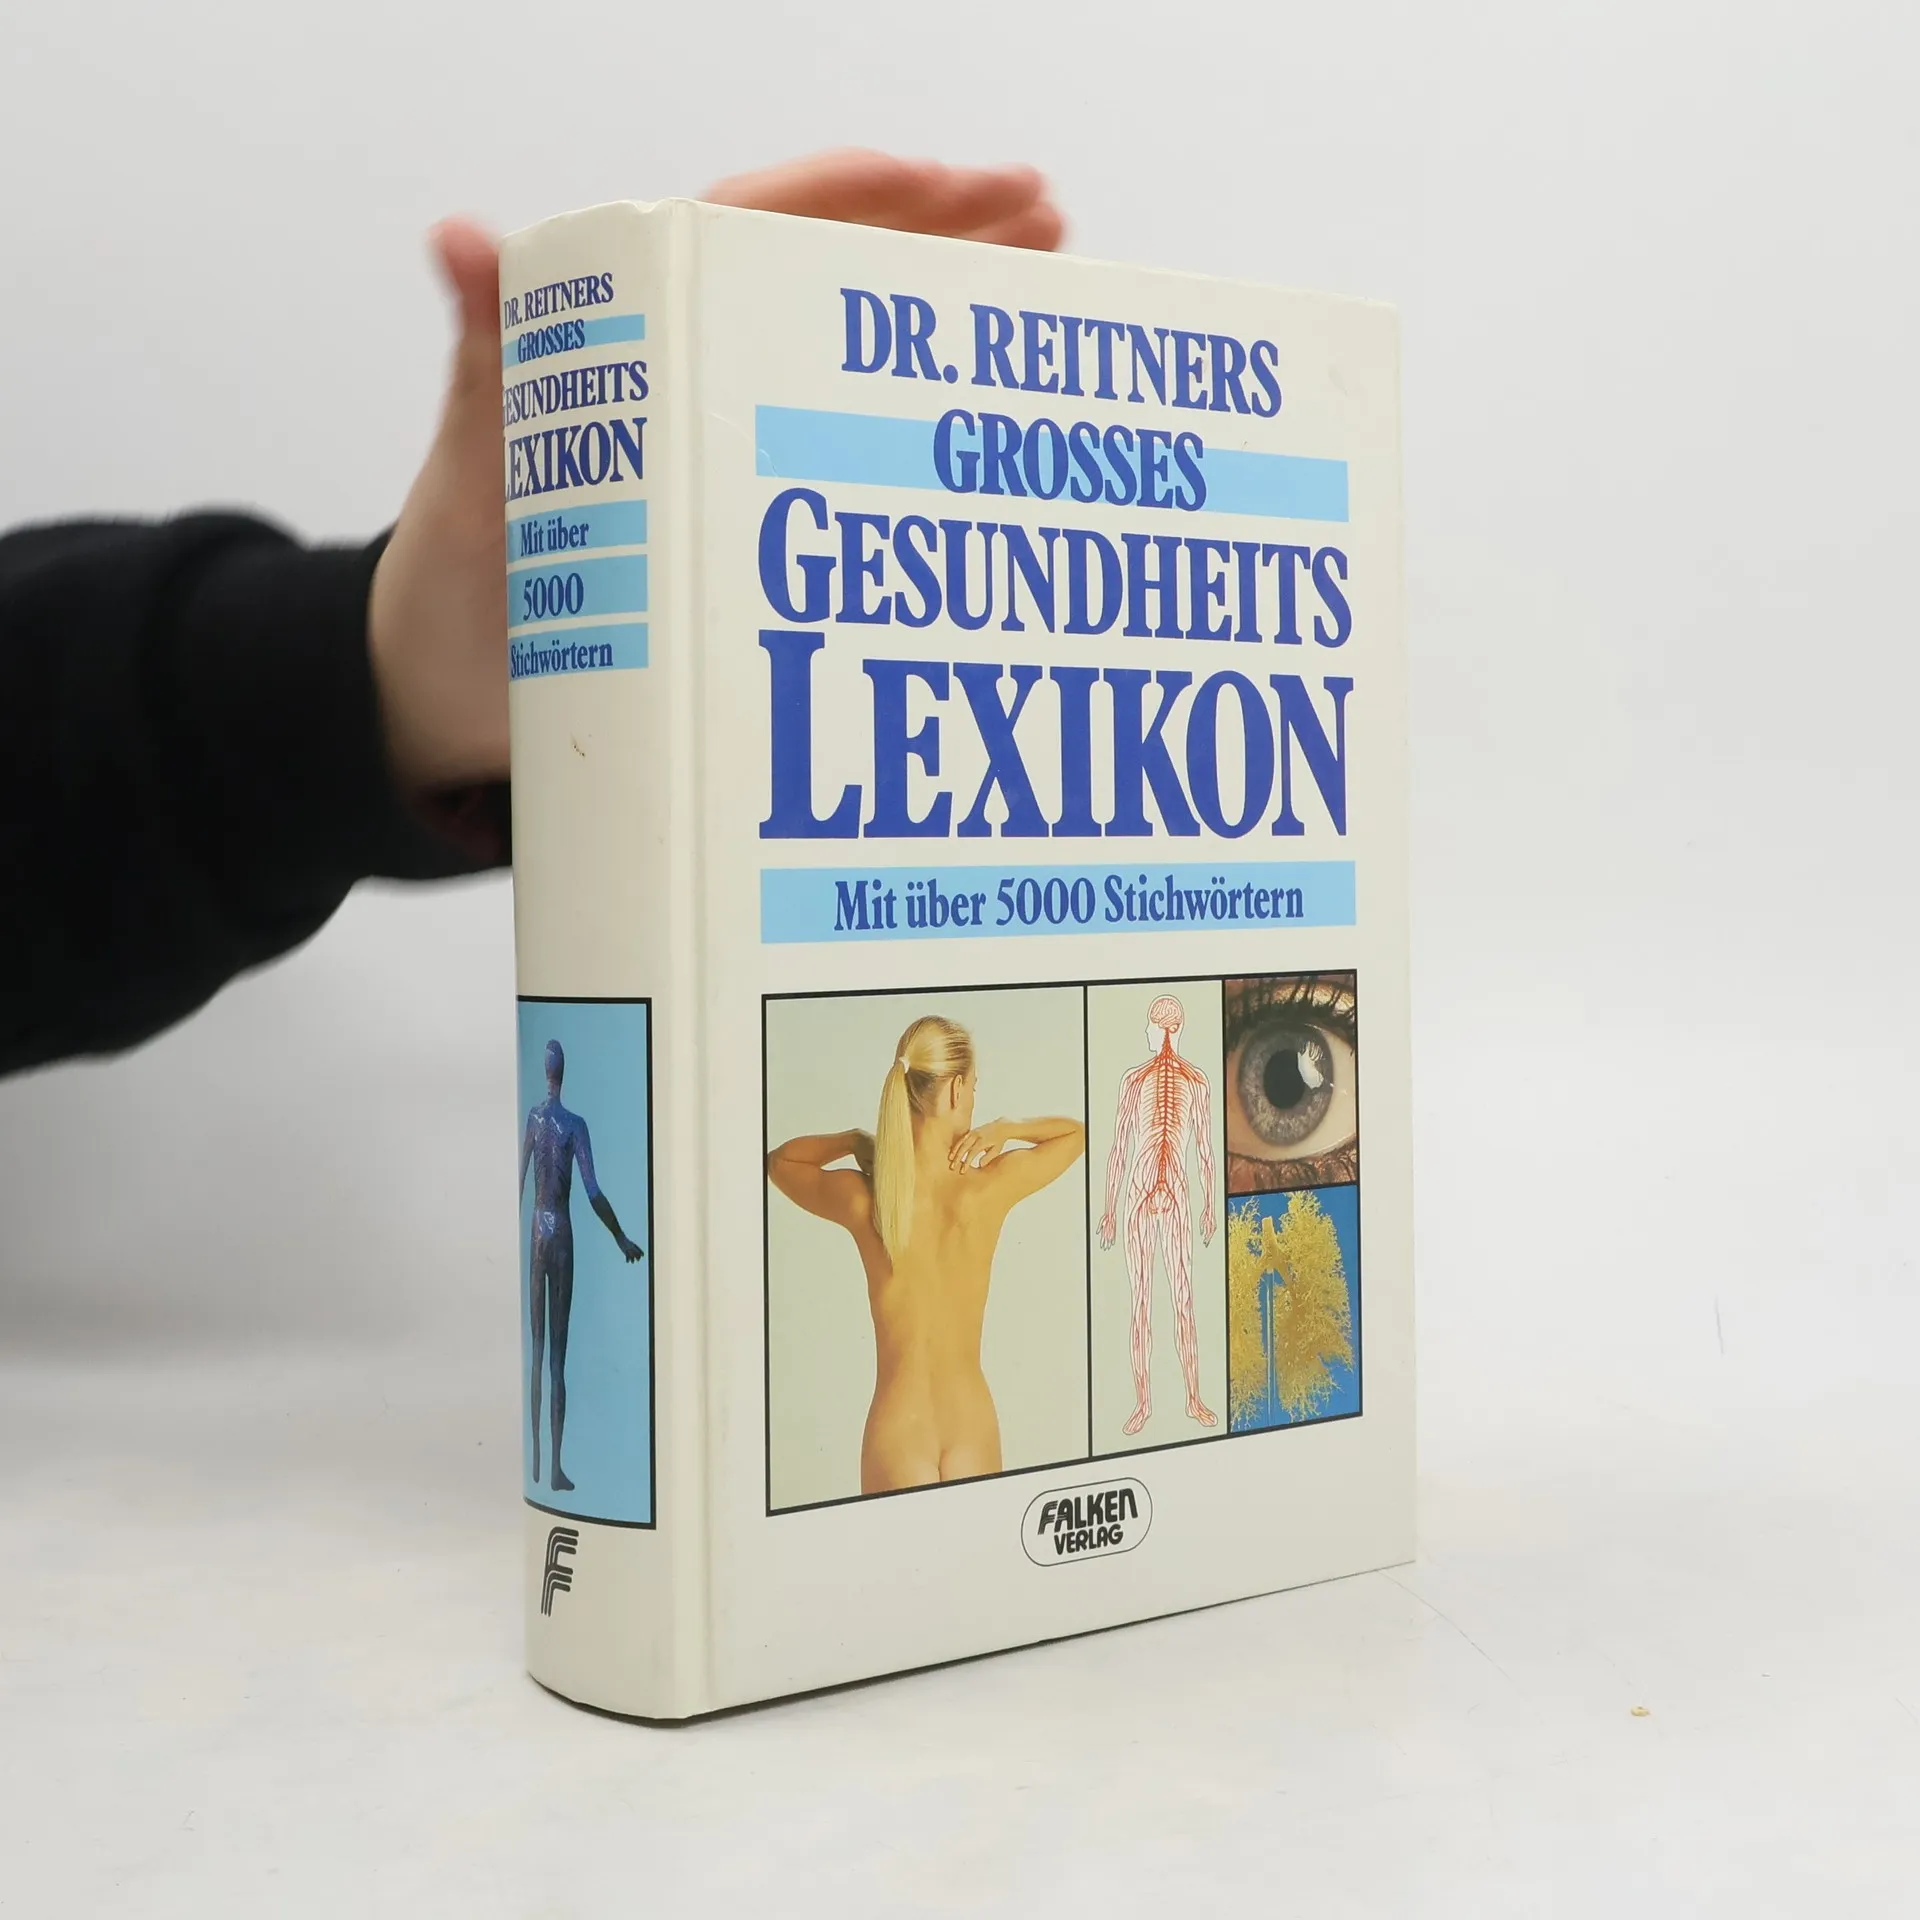 DR. REITNERS
GROSSES
GESUNDHEITS
LEXIKON
Mit über
5000
Stichwörtern
F
DR. REITNERS
GROSSES
GESUNDHEITS
LEXIKON
Mit über 5000 Stichwörtern
FALKEN
VERLAG